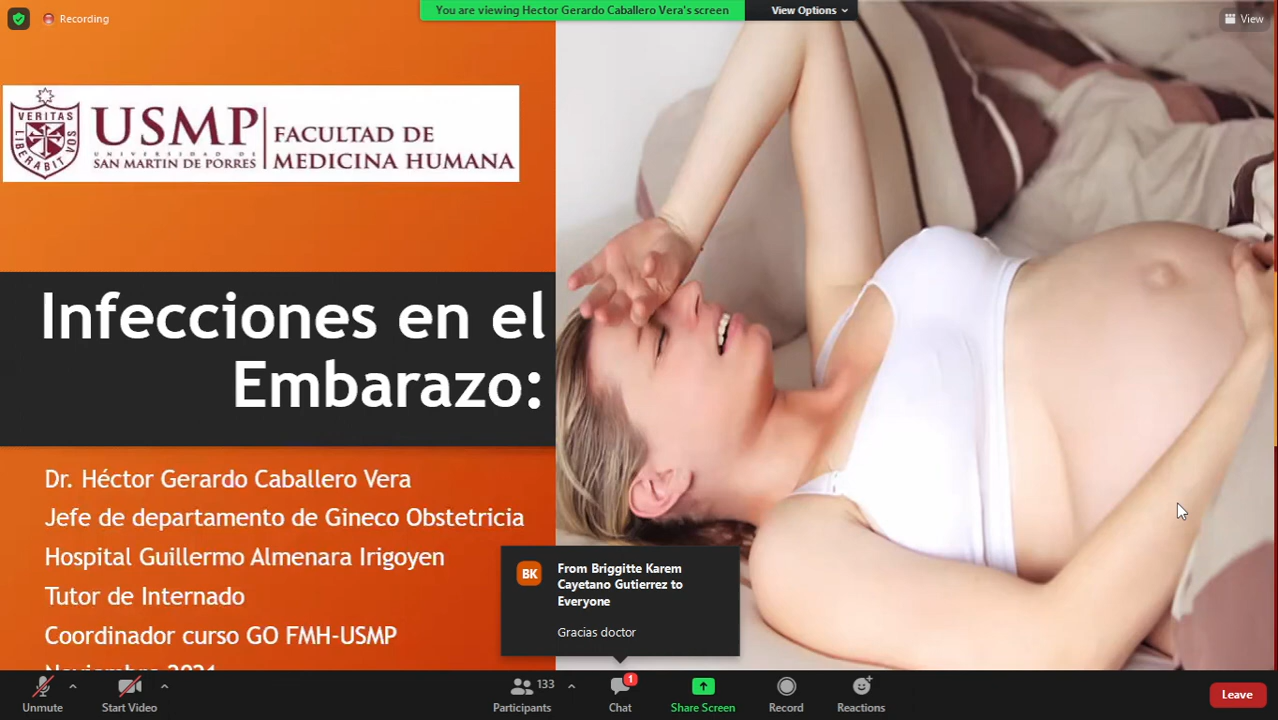 Recording
You are viewing Hector Gerardo Caballero Vera's screen
View Options
View
VERITAS
LIBERABIT VOS
USMP
UNIVERSIDAD DE
SAN MARTIN DE PORRES
FACULTAD DE
MEDICINA HUMANA
Infecciones en el
Embarazo:
Dr. Héctor Gerardo Caballero Vera
Jefe de departamento de Gineco Obstetricia
Hospital Guillermo Almenara Irigoyen
Tutor de Internado
Coordinador curso GO FMH-USMP
BK
From Briggitte Karem
Cayetano Gutierrez to
Everyone
Gracias doctor
Unmute
Start Video
133
Participants
1
Chat
Share Screen
Record
Reactions
Leave